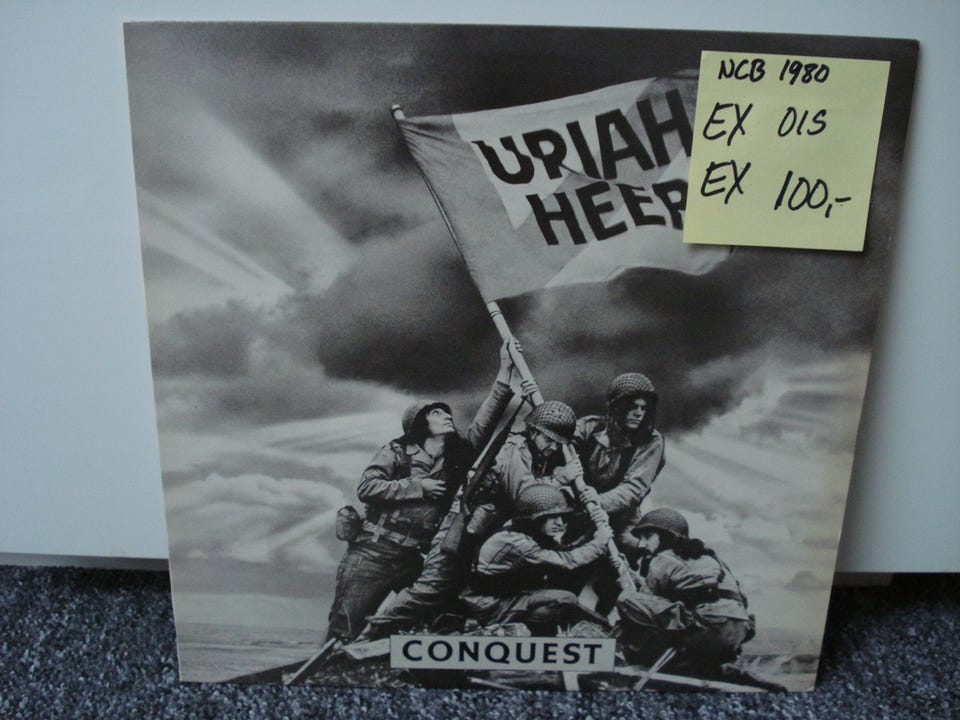 NCB 1980
EX OIS
EX 100,-
URIAH
HEEP
CONQUEST